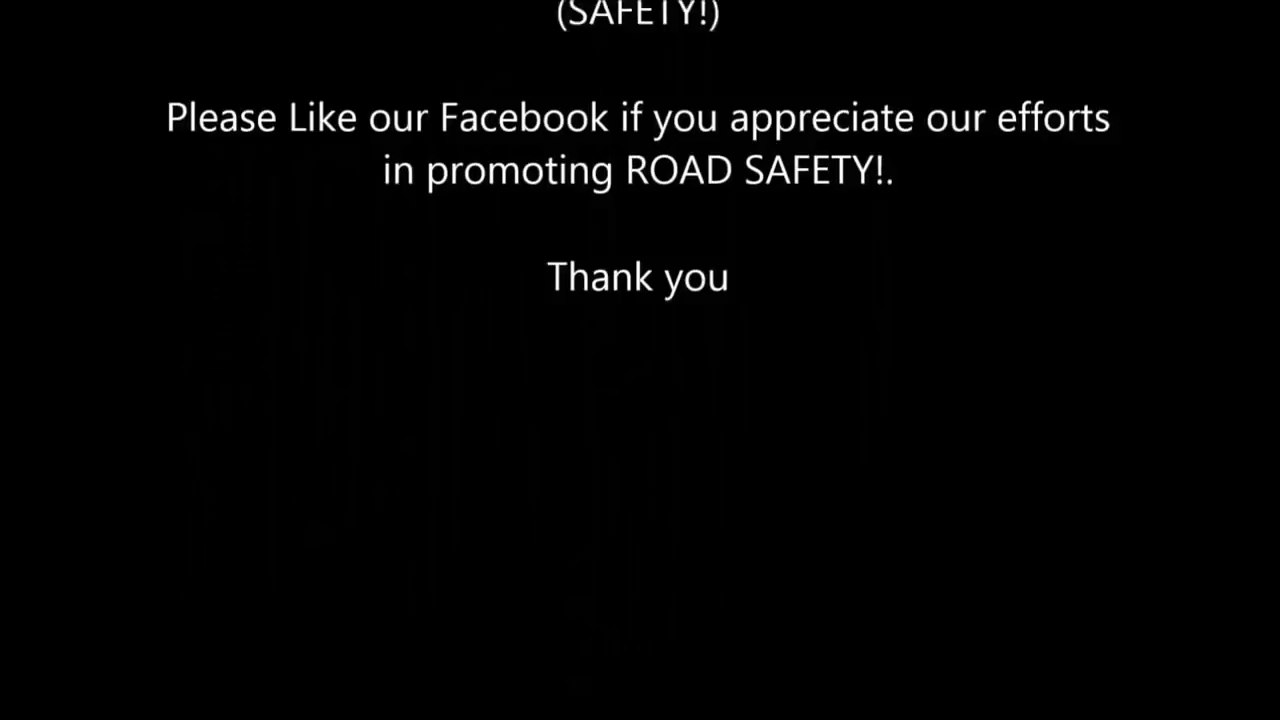 (SAFETY!)
Please Like our Facebook if you appreciate our efforts
in promoting ROAD SAFETY!.
Thank you